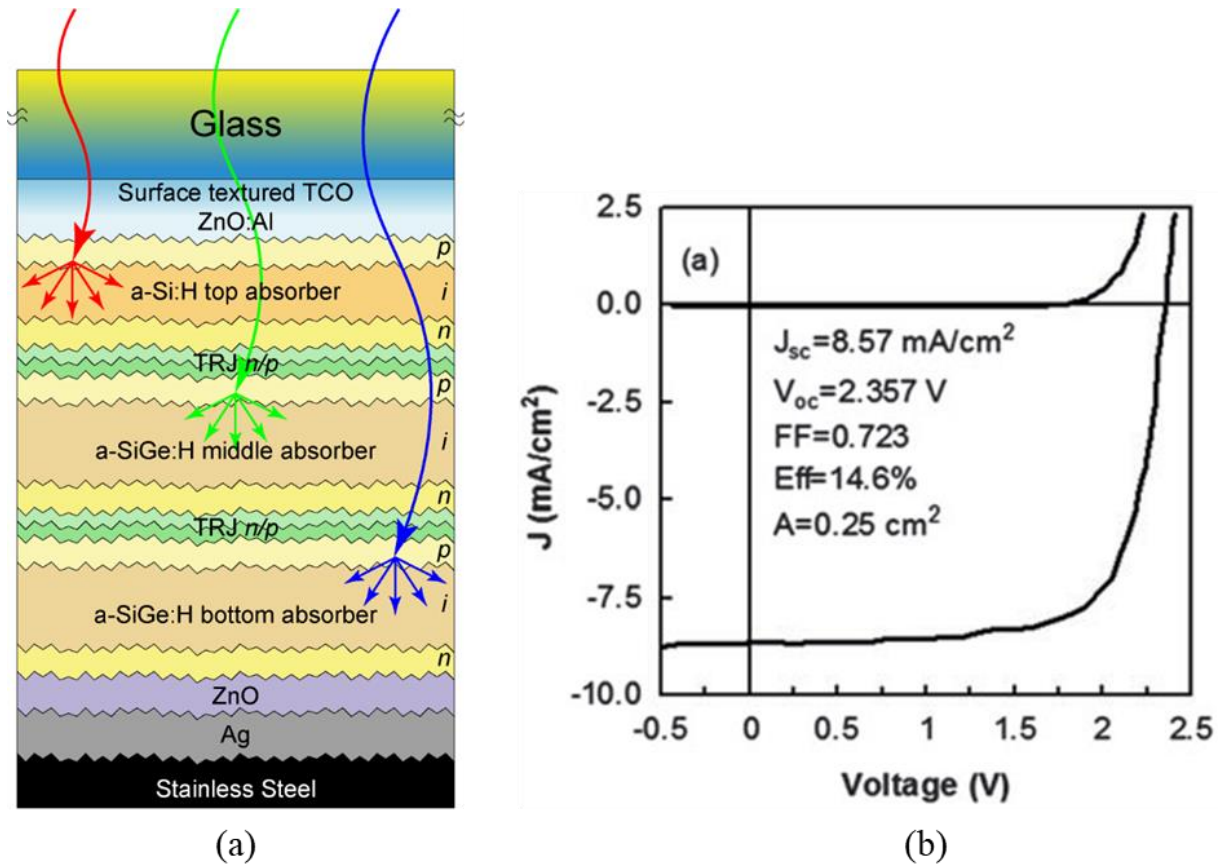 Glass
Surface textured TCO
ZnO:Al
p
a-Si:H top absorber
i
n
TRJ n/p
p
a-SiGe:H middle absorber
i
n
TRJ n/p
p
a-SiGe:H bottom absorber
i
n
ZnO
Ag
Stainless Steel
(a)
2.5
0.0
-2.5
-5.0
-7.5
-10.0
J (mA/cm²)
(a)
Jsc=8.57 mA/cm²
Voc=2.357 V
FF=0.723
Eff=14.6%
A=0.25 cm²
-0.5 0 0.5 1 1.5 2 2.5
Voltage (V)
(b)